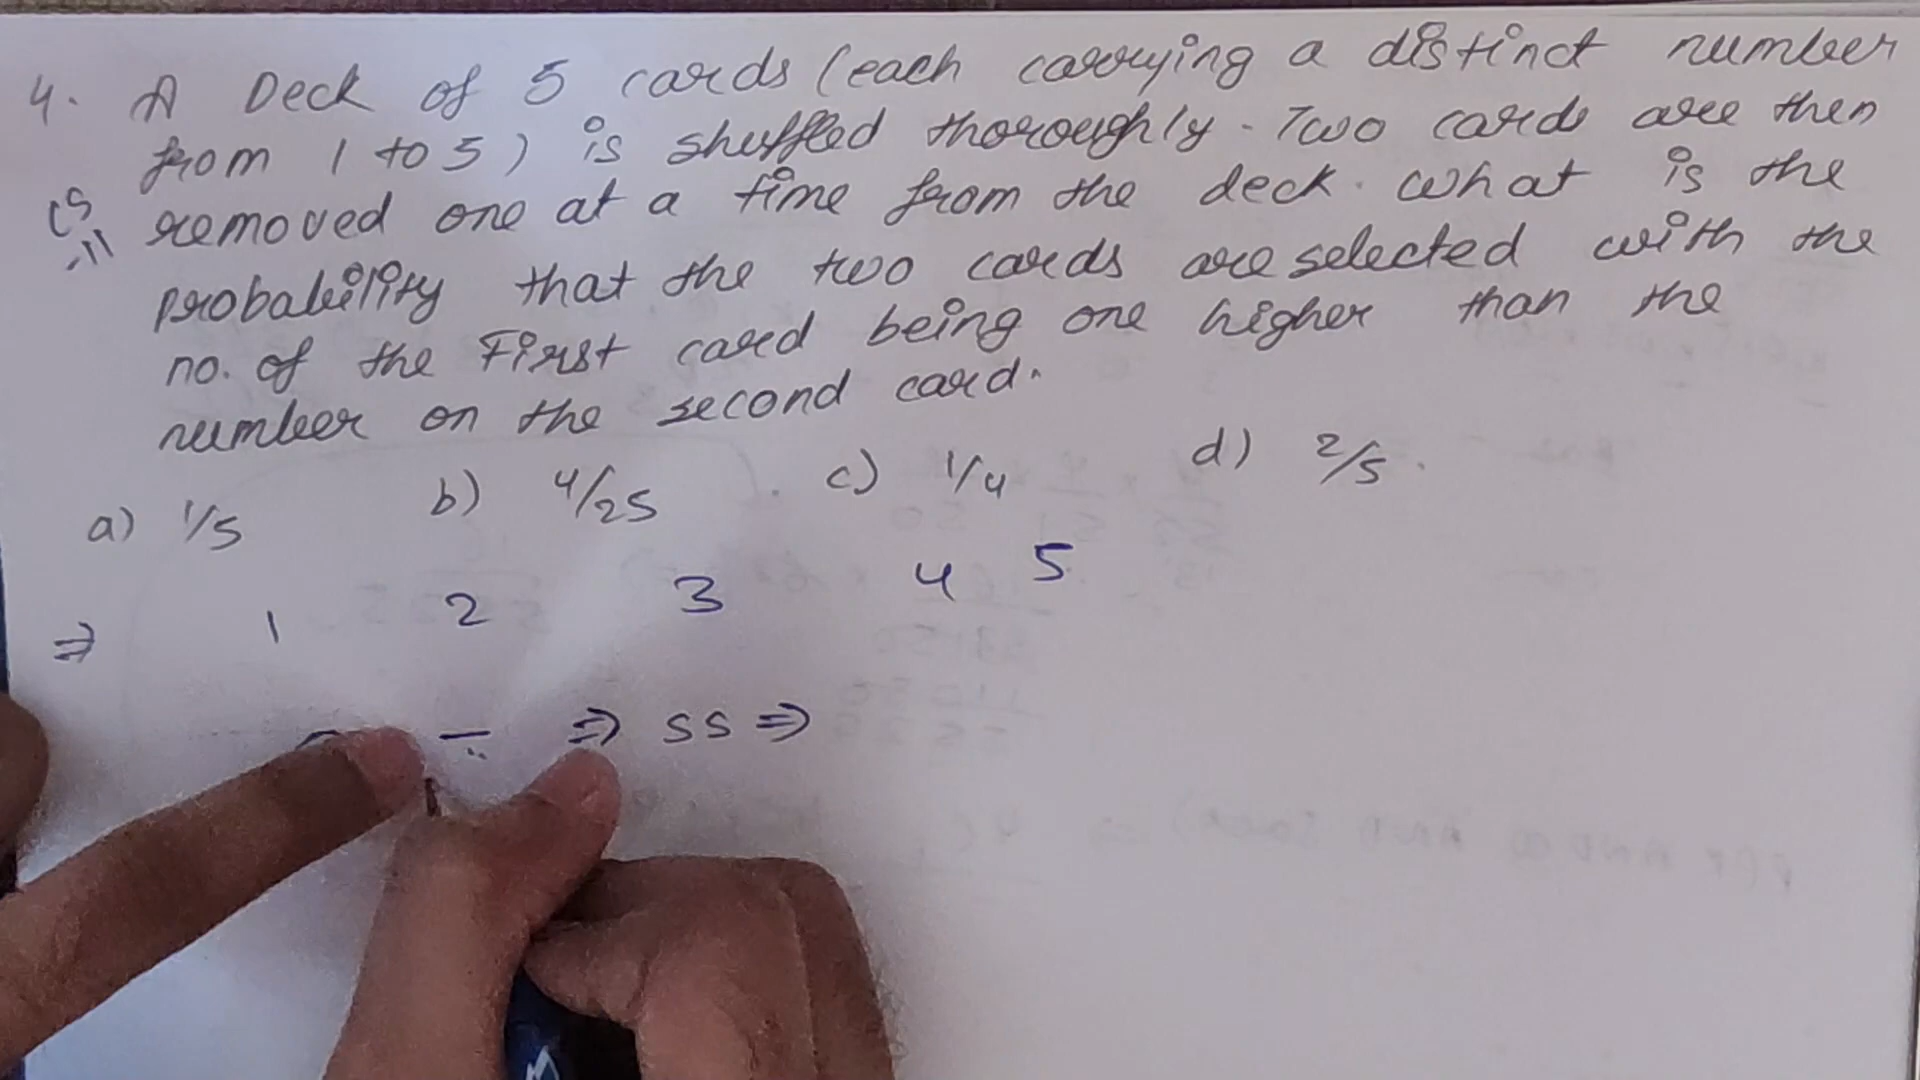 4. A Deck of 5 cards (each carrying a distinct number
from 1 to 5) is shuffled thoroughly. Two cards are then
CS
-11
removed one at a time from the deck. what is the
probability that the two cards are selected with the
no. of the First card being one higher than the
number on the second card.
a) 1/5 b) 4/25 c) 1/4 d) 2/5.
⇒ 1 2 3 4 5
⇒ SS ⇒